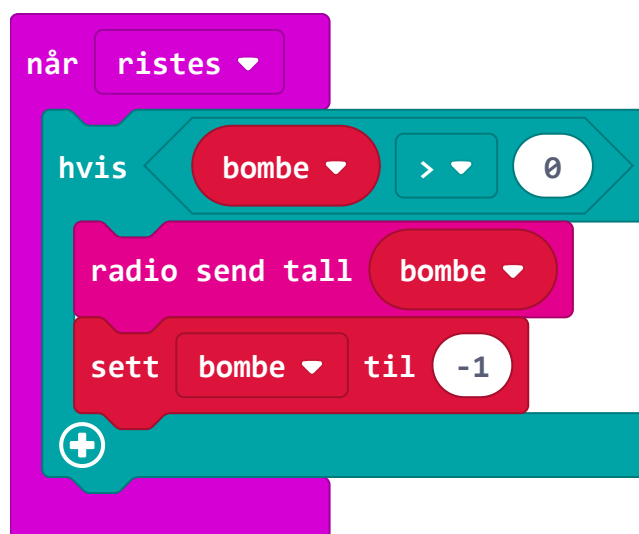 når ristes
hvis bombe > 0
radio send tall bombe
sett bombe til -1